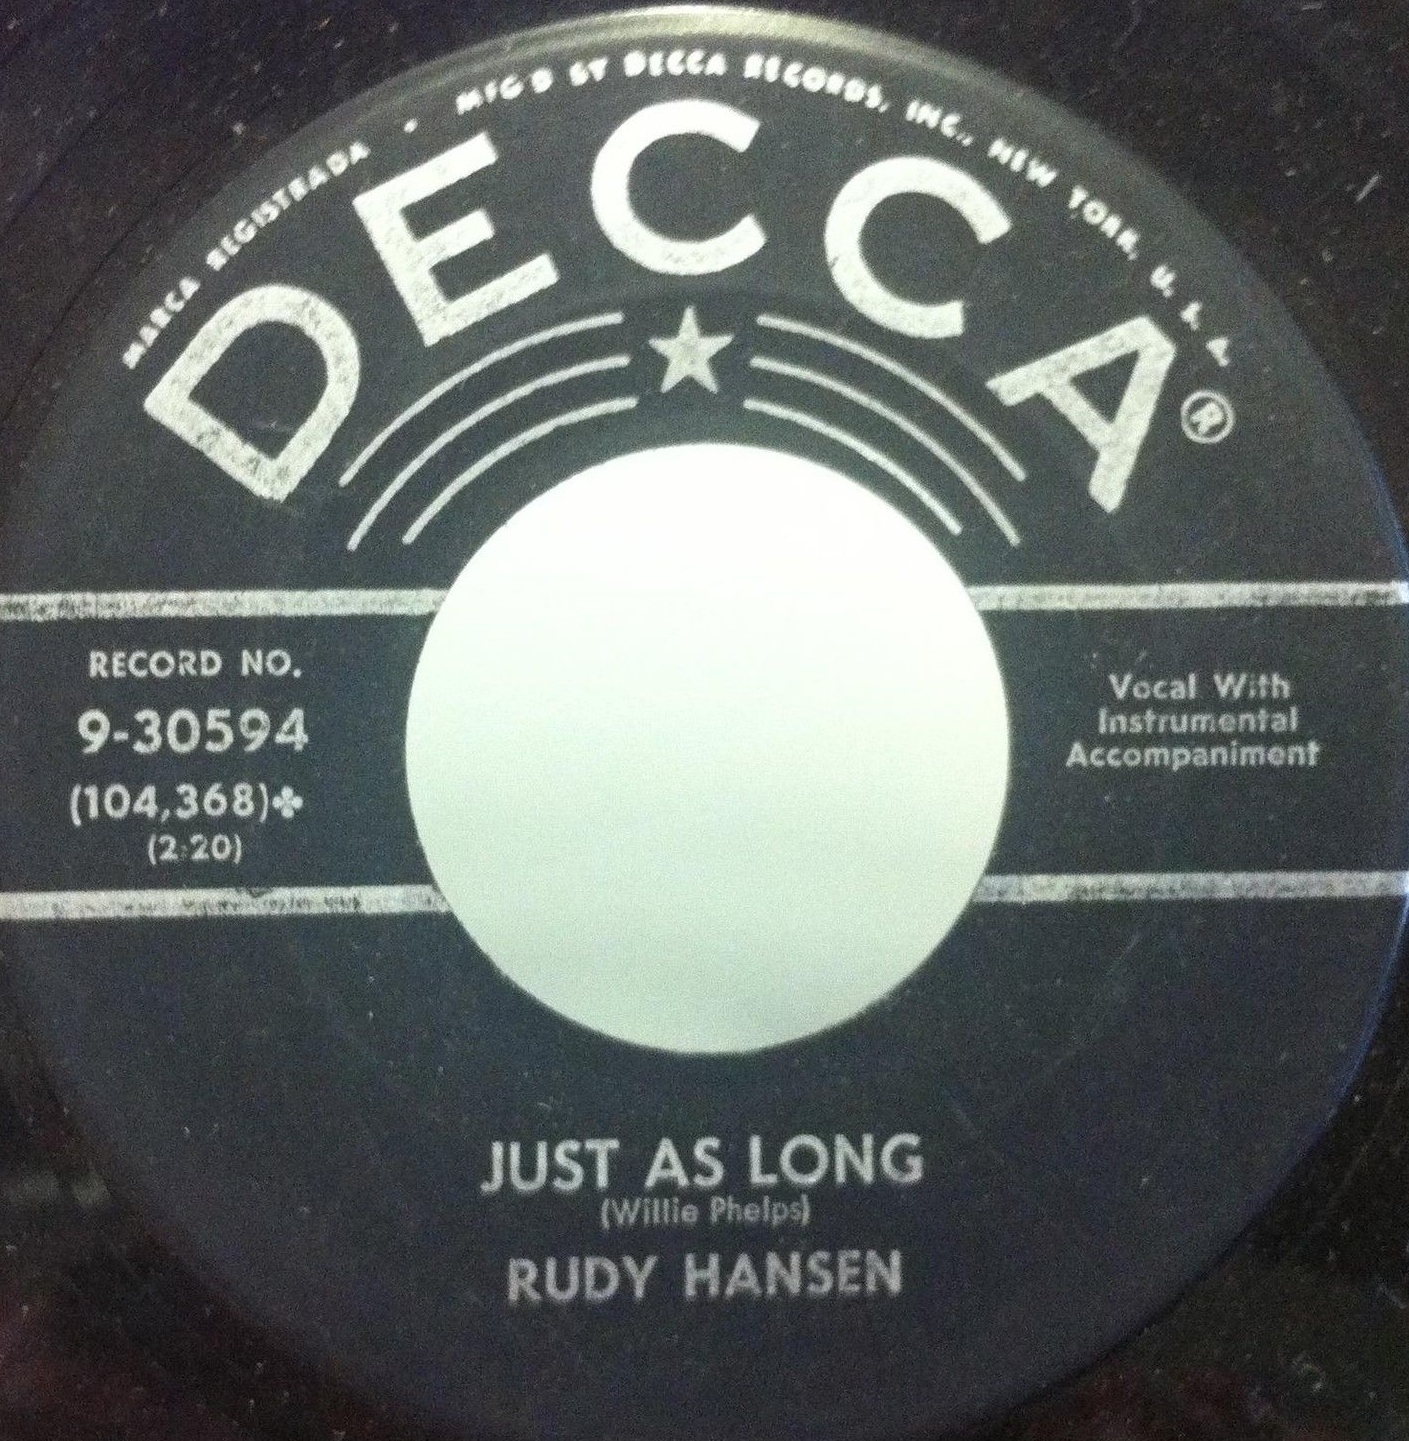 MARCA REGISTRADA • MFG'D BY DECCA RECORDS, INC., NEW YORK, U. S. A.
DECCA®
RECORD NO.
9-30594
(104,368)✤
(2:20)
Vocal With
Instrumental
Accompaniment
JUST AS LONG
(Willie Phelps)
RUDY HANSEN